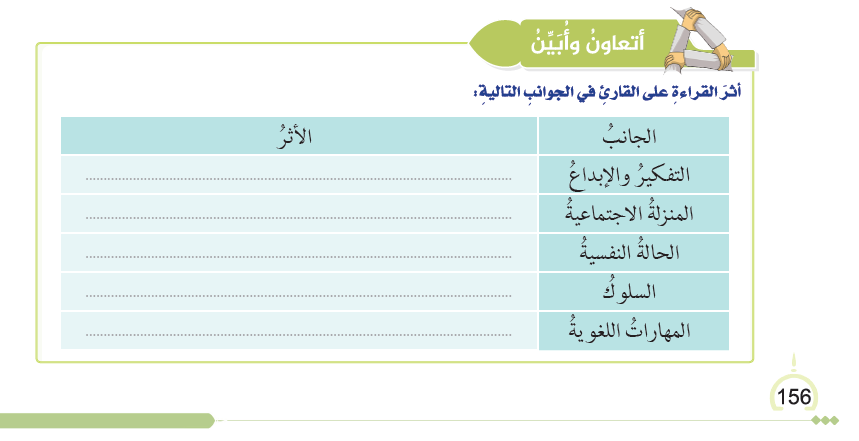 أتعاونُ وأُبَيِّنُ
أثرَ القراءةِ على القارئِ في الجوانبِ التاليةِ:
الجانبُ الأثرُ
التفكيرُ والإبداعُ ........................................
المنزلةُ الاجتماعيةُ ........................................
الحالةُ النفسيةُ ........................................
السلوكُ ........................................
المهاراتُ اللغويةُ ........................................
156